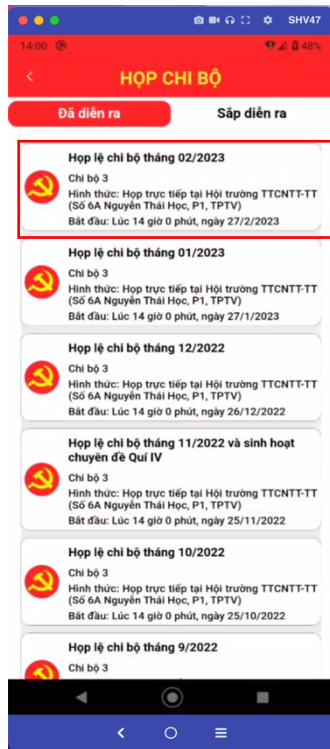 SHV47
14:00
48%
HỌP CHI BỘ
Đã diễn ra
Sắp diễn ra
Họp lệ chi bộ tháng 02/2023
Chi bộ 3
Hình thức: Họp trực tiếp tại Hội trường TTCNTT-TT
(Số 6A Nguyễn Thái Học, P1, TPTV)
Bắt đầu: Lúc 14 giờ 0 phút, ngày 27/2/2023
Họp lệ chi bộ tháng 01/2023
Chi bộ 3
Hình thức: Họp trực tiếp tại Hội trường TTCNTT-TT
(Số 6A Nguyễn Thái Học, P1, TPTV)
Bắt đầu: Lúc 14 giờ 0 phút, ngày 27/1/2023
Họp lệ chi bộ tháng 12/2022
Chi bộ 3
Hình thức: Họp trực tiếp tại Hội trường TTCNTT-TT
(Số 6A Nguyễn Thái Học, P1, TPTV)
Bắt đầu: Lúc 14 giờ 0 phút, ngày 26/12/2022
Họp lệ chi bộ tháng 11/2022 và sinh hoạt
chuyên đề Quí IV
Chi bộ 3
Hình thức: Họp trực tiếp tại Hội trường TTCNTT-TT
(Số 6A Nguyễn Thái Học, P1, TPTV)
Bắt đầu: Lúc 14 giờ 0 phút, ngày 25/11/2022
Họp lệ chi bộ tháng 10/2022
Chi bộ 3
Hình thức: Họp trực tiếp tại Hội trường TTCNTT-TT
(Số 6A Nguyễn Thái Học, P1, TPTV)
Bắt đầu: Lúc 14 giờ 0 phút, ngày 25/10/2022
Họp lệ chi bộ tháng 9/2022
Chi bộ 3